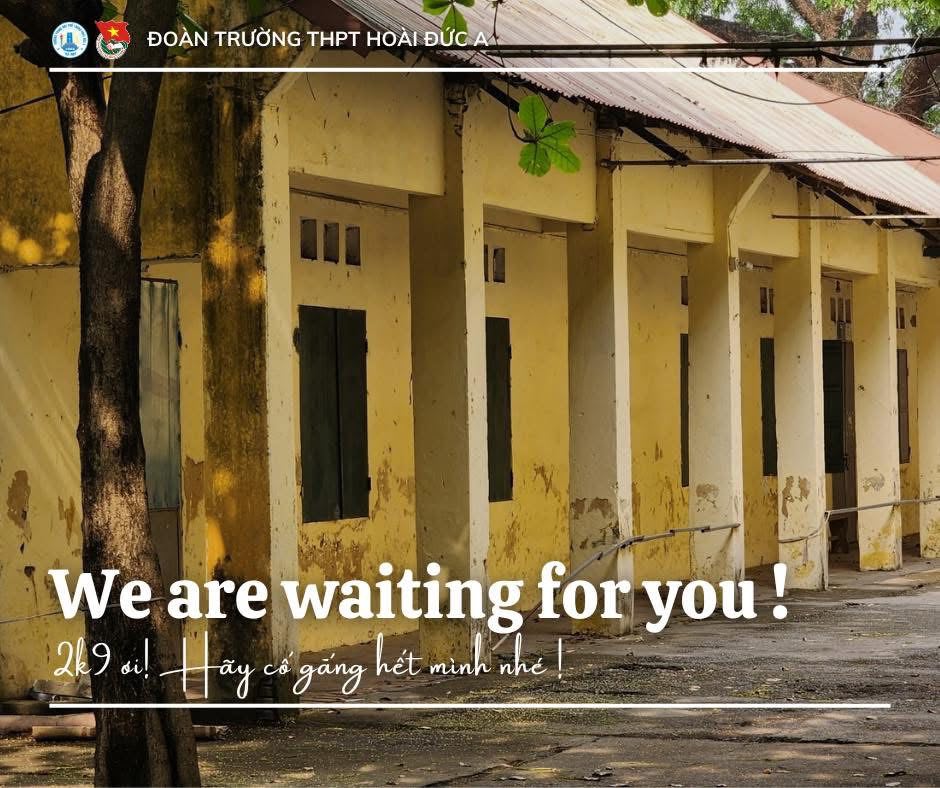 ĐOÀN TRƯỜNG THPT HOÀI ĐỨC A
We are waiting for you !
2k9 ơi! Hãy cố gắng hết mình nhé !